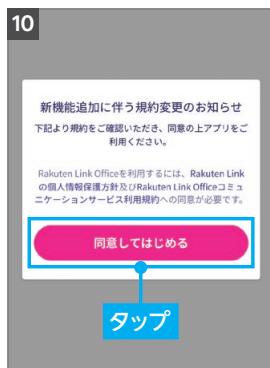 10
新機能追加に伴う規約変更のお知らせ
下記より規約をご確認いただき、同意の上アプリをご
利用ください。
Rakuten Link Officeを利用するには、Rakuten Link
の個人情報保護方針及びRakuten Link Officeコミュ
ニケーションサービス利用規約への同意が必要です。
同意してはじめる
タップ